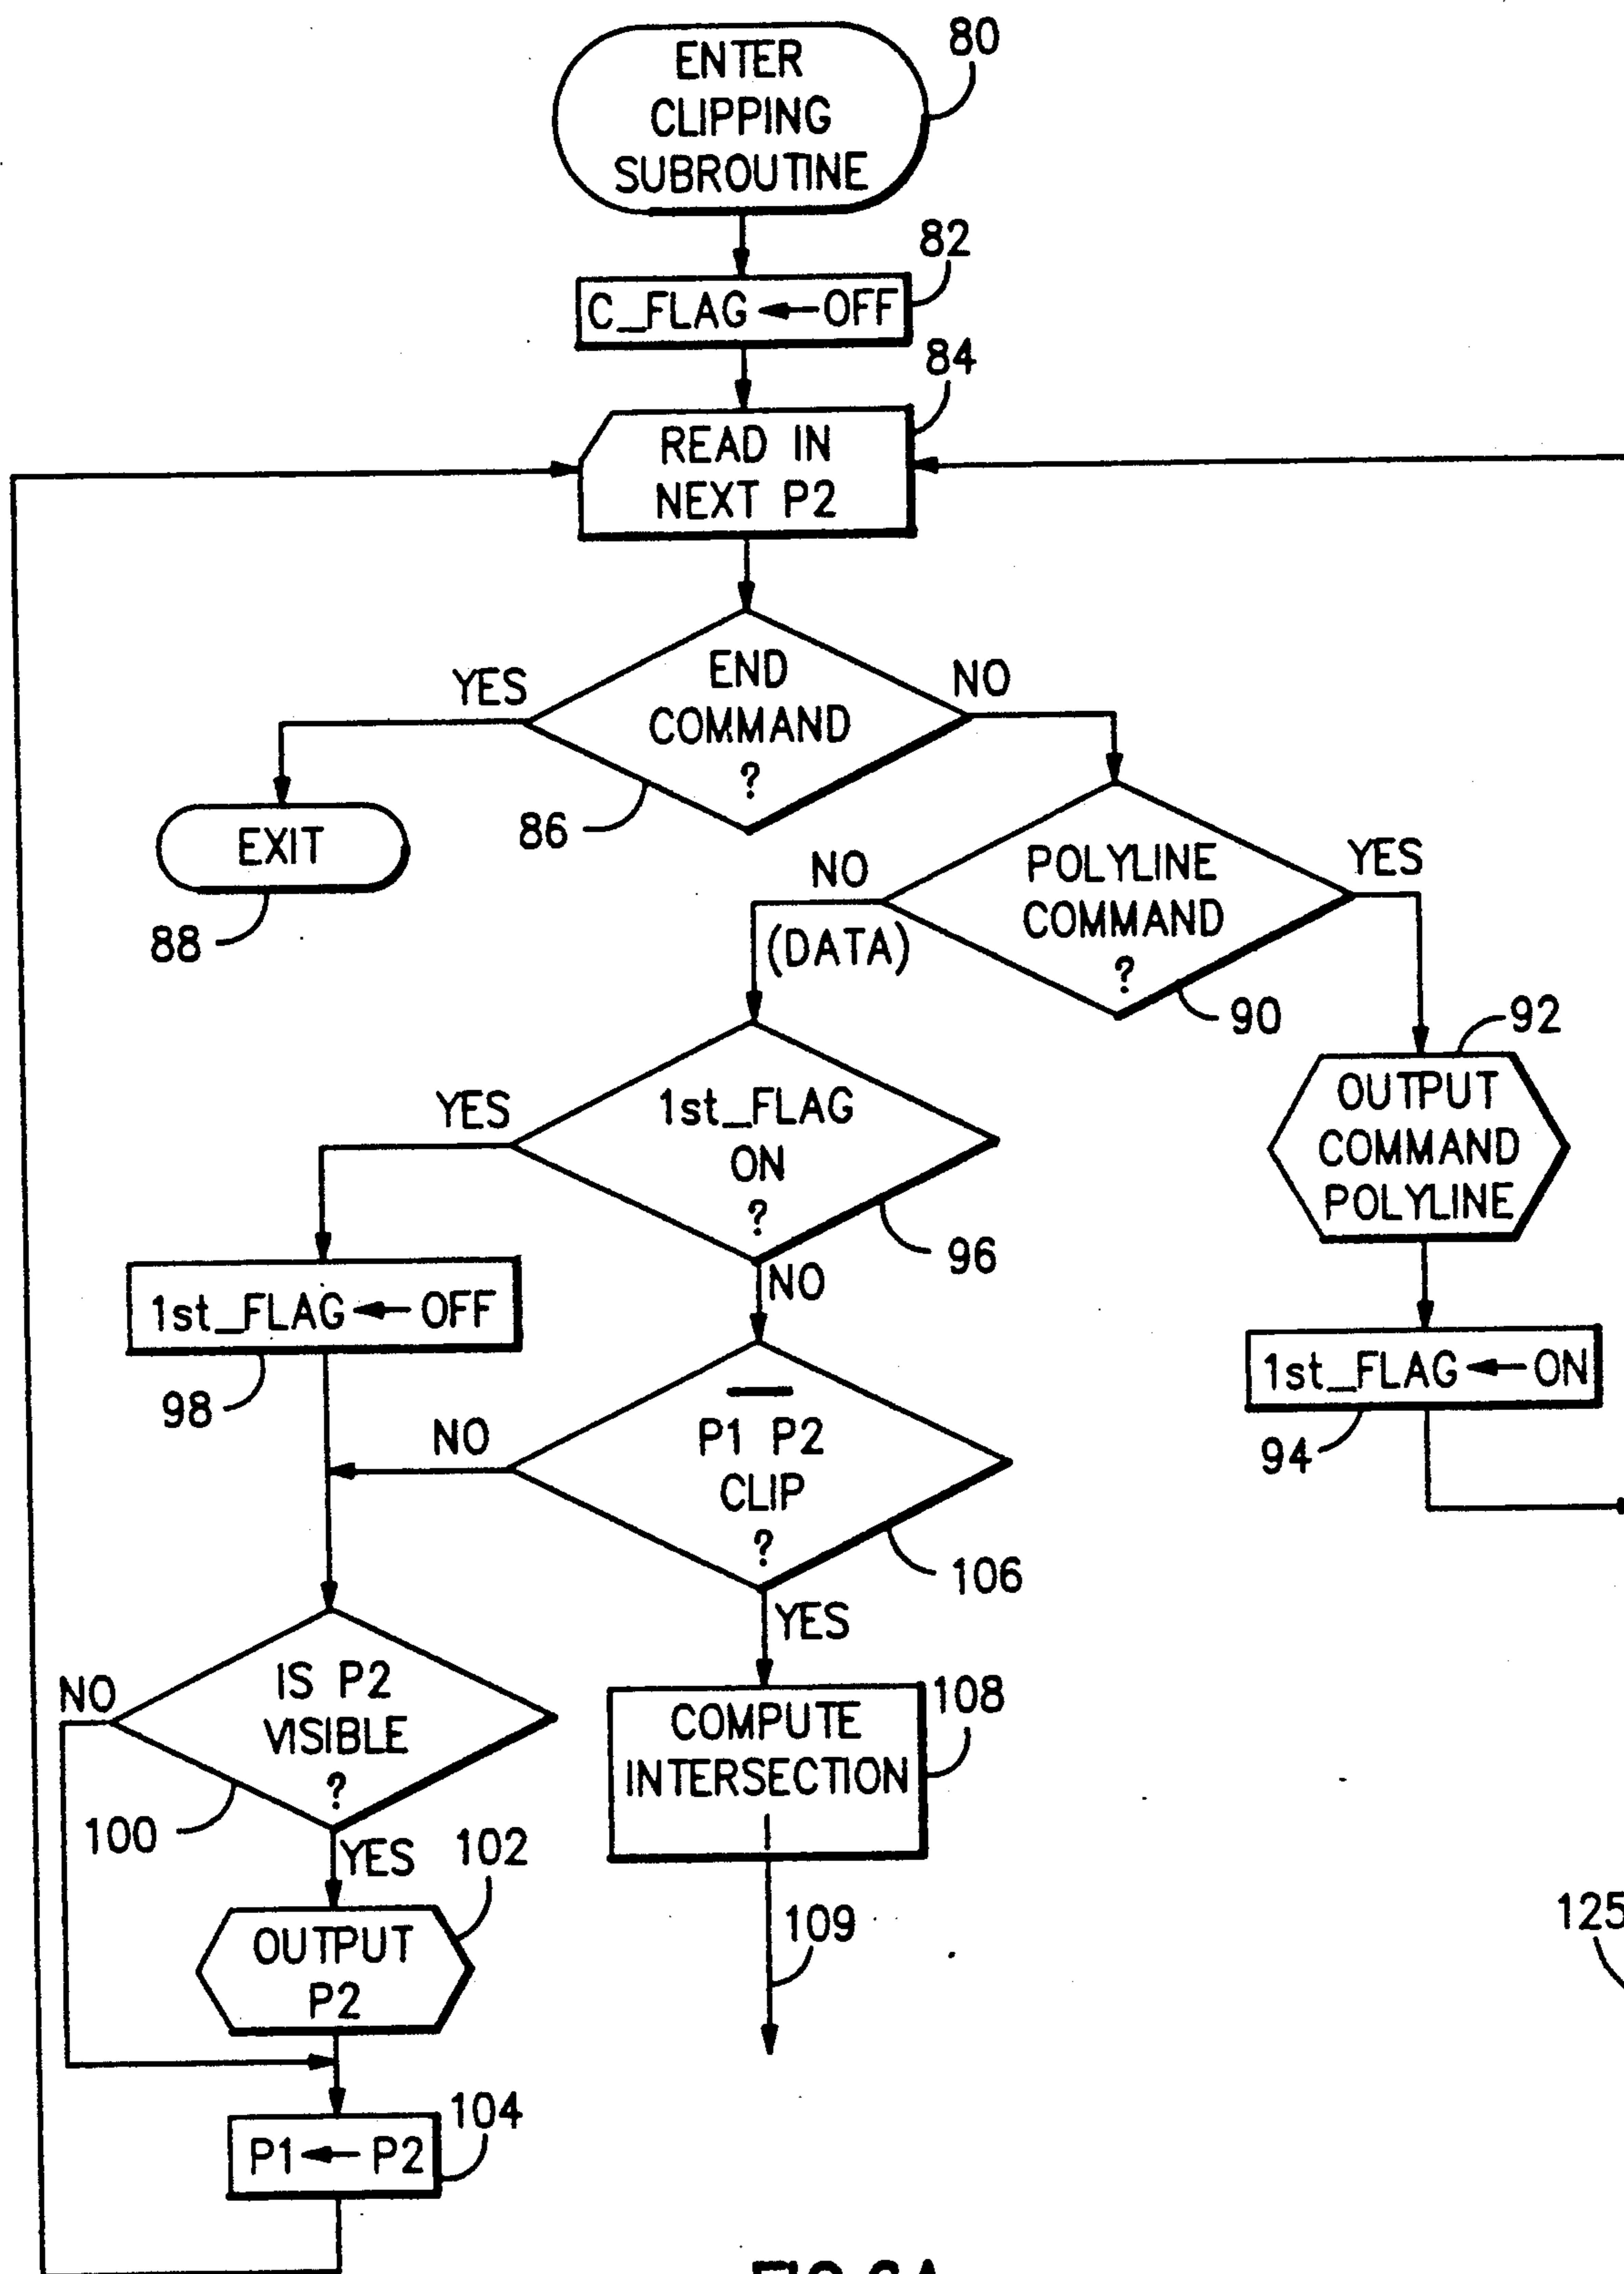 ENTER
CLIPPING
SUBROUTINE
80
82
C_FLAG ← OFF
84
READ IN
NEXT P2
END
COMMAND
?
YES
NO
86
EXIT
88
POLYLINE
COMMAND
?
NO
(DATA)
YES
90
92
OUTPUT
COMMAND
POLYLINE
1st_FLAG
ON
?
YES
96
NO
1st_FLAG ← OFF
98
1st_FLAG ← ON
94
P1 P2
CLIP
?
NO
106
YES
IS P2
VISIBLE
?
NO
100
YES
COMPUTE
INTERSECTION
108
102
OUTPUT
P2
109
125
104
P1 ← P2